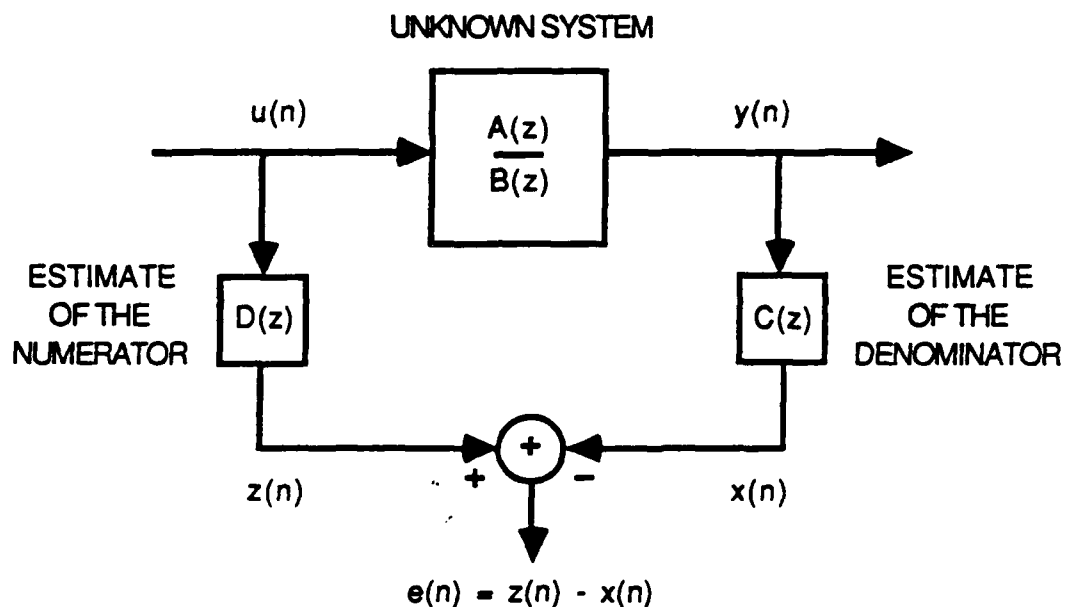 UNKNOWN SYSTEM
u(n)
A(z)
B(z)
y(n)
ESTIMATE
OF THE
NUMERATOR
D(z)
C(z)
ESTIMATE
OF THE
DENOMINATOR
+
+
−
z(n)
x(n)
e(n) = z(n) - x(n)